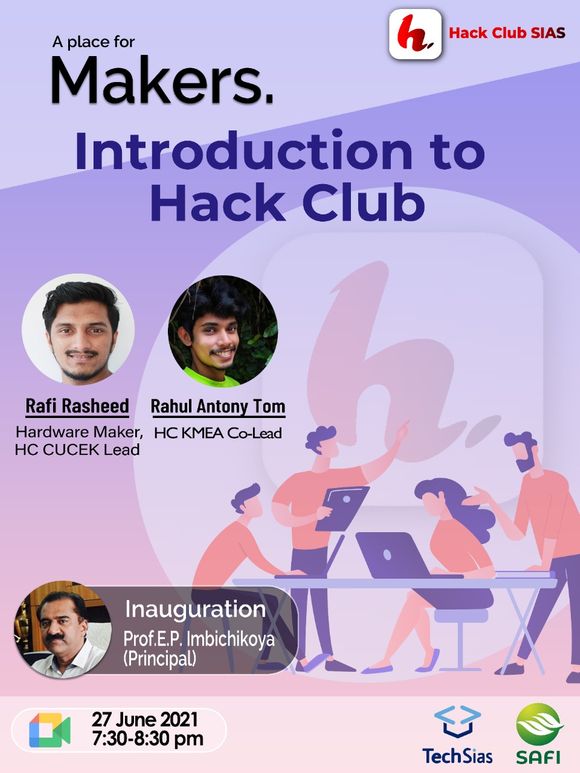 A place for
Makers.
Hack Club SIAS
Introduction to
Hack Club
Rafi Rasheed
Hardware Maker,
HC CUCEK Lead
Rahul Antony Tom
HC KMEA Co-Lead
Inauguration
Prof.E.P. Imbichikoya
(Principal)
27 June 2021
7:30-8:30 pm
TechSias
SAFI